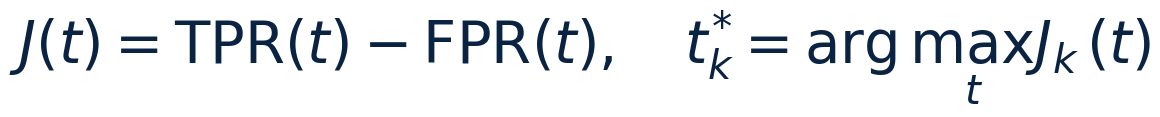 J(t) = TPR(t) − FPR(t), t*ₖ = arg maxₜ Jₖ(t)